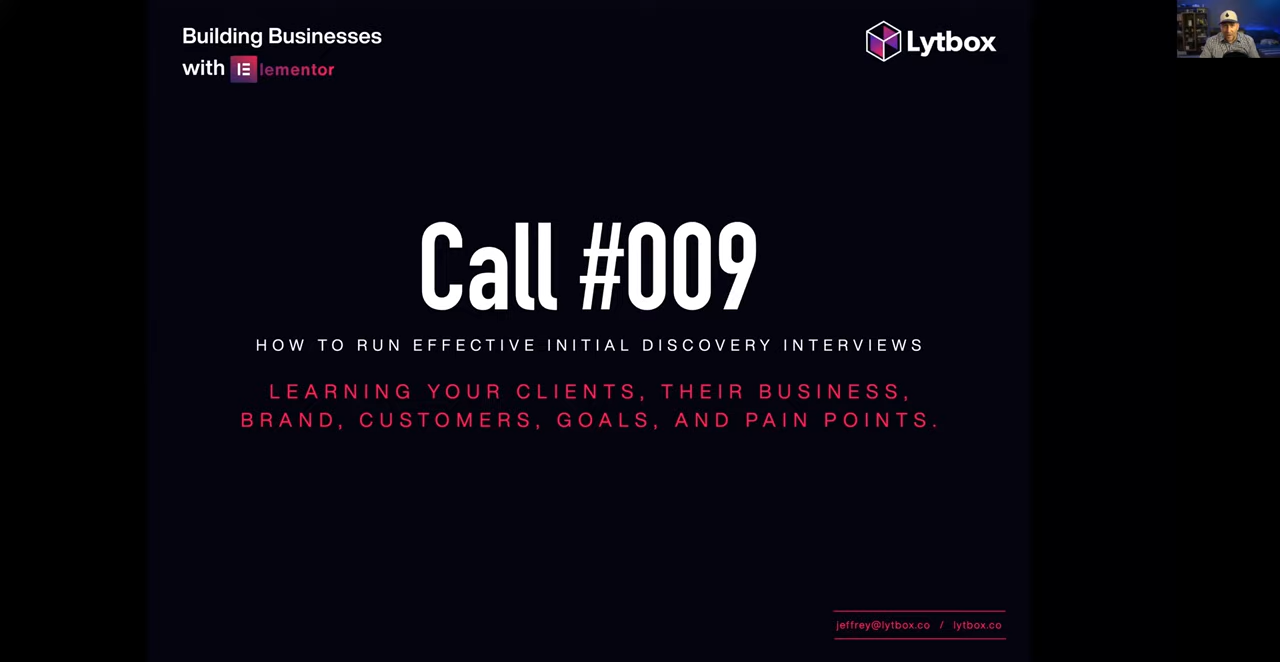 Building Businesses
with elementor
Lytbox
Call #009
HOW TO RUN EFFECTIVE INITIAL DISCOVERY INTERVIEWS
LEARNING YOUR CLIENTS, THEIR BUSINESS,
BRAND, CUSTOMERS, GOALS, AND PAIN POINTS.
jeffrey@lytbox.co / lytbox.co